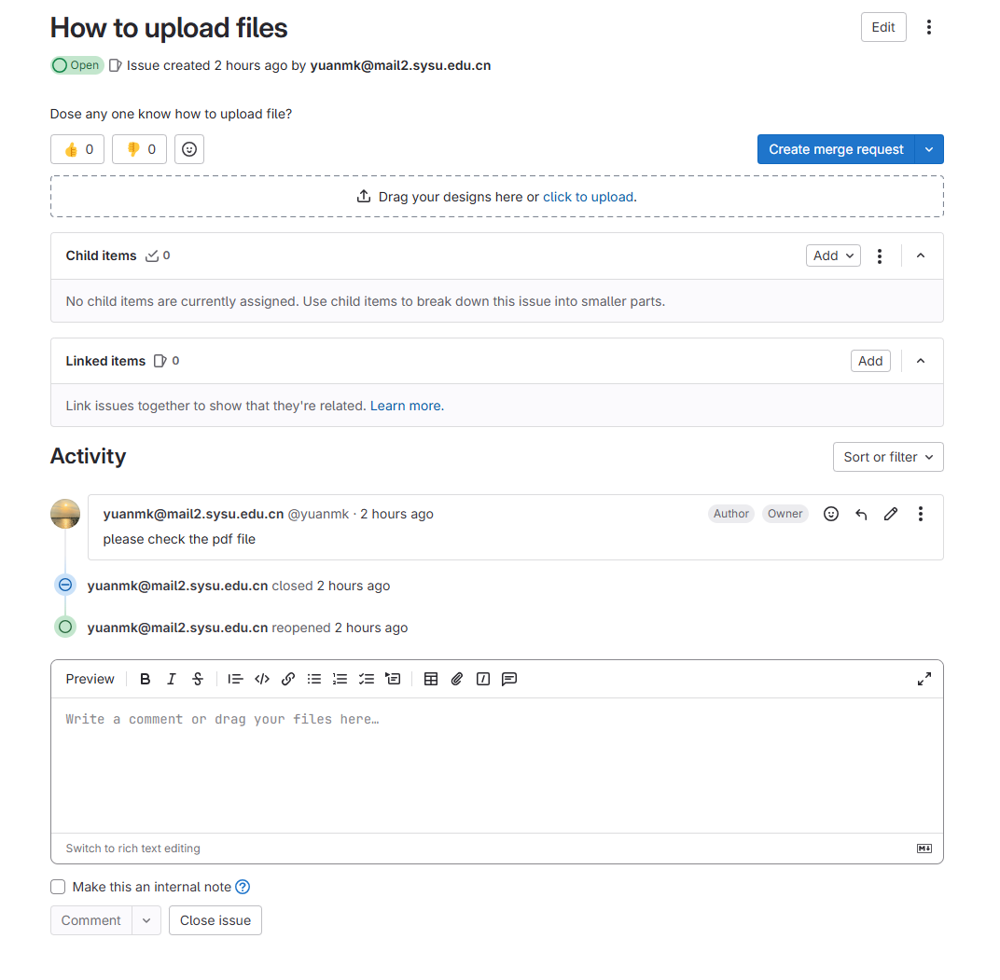 How to upload files
Edit
Open Issue created 2 hours ago by yuanmk@mail2.sysu.edu.cn
Dose any one know how to upload file?
👍 0 👎 0
Create merge request
Drag your designs here or click to upload.
Child items 0
Add
No child items are currently assigned. Use child items to break down this issue into smaller parts.
Linked items 0
Add
Link issues together to show that they're related. Learn more.
Activity
Sort or filter
yuanmk@mail2.sysu.edu.cn @yuanmk · 2 hours ago
Author Owner
please check the pdf file
yuanmk@mail2.sysu.edu.cn closed 2 hours ago
yuanmk@mail2.sysu.edu.cn reopened 2 hours ago
Preview B I S
Write a comment or drag your files here…
Switch to rich text editing
M↓
Make this an internal note ?
Comment
Close issue